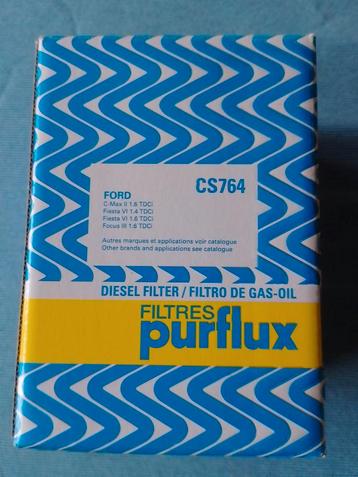 FORD
CS764
C-Max II 1.6 TDCi
Fiesta VI 1.4 TDCi
Fiesta VI 1.6 TDCi
Focus III 1.6 TDCi
Autres marques et applications voir catalogue
Other brands and applications see catalogue
DIESEL FILTER / FILTRO DE GAS-OIL
FILTRES
purflux